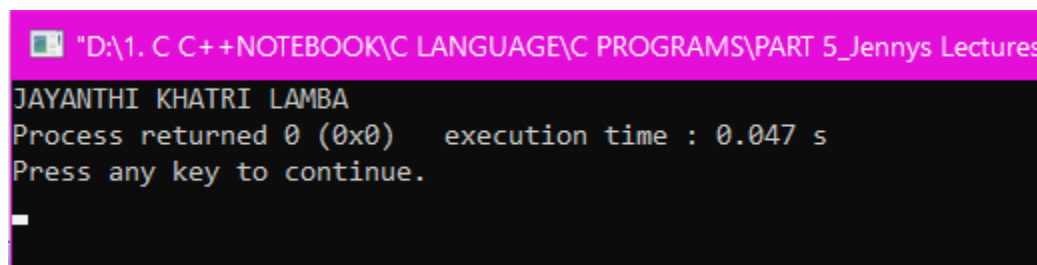 "D:\1. C C++NOTEBOOK\C LANGUAGE\C PROGRAMS\PART 5_Jennys Lectures
JAYANTHI KHATRI LAMBA
Process returned 0 (0x0)   execution time : 0.047 s
Press any key to continue.